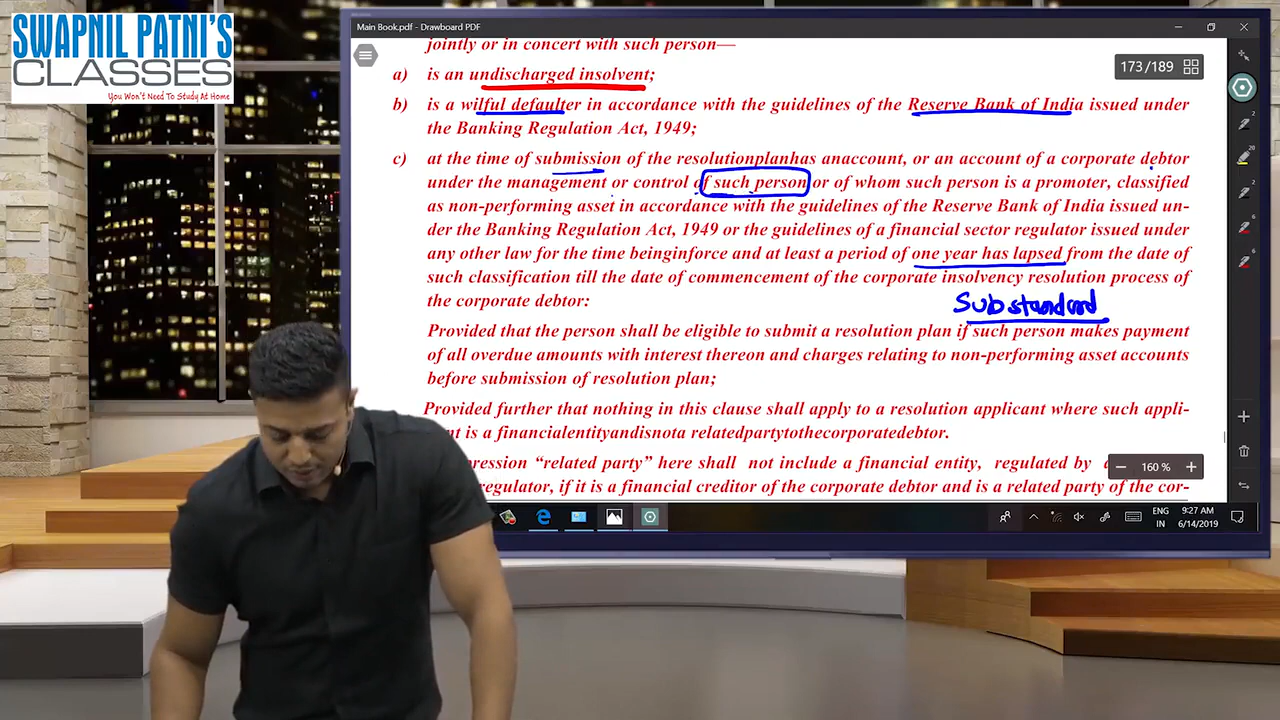 SWAPNIL PATNI'S
CLASSES
You Won't Need To Study At Home
Main Book.pdf - Drawboard PDF
173/189
jointly or in concert with such person—
a) is an undischarged insolvent;
b) is a wilful defaulter in accordance with the guidelines of the Reserve Bank of India issued under
the Banking Regulation Act, 1949;
c) at the time of submission of the resolutionplanhas anaccount, or an account of a corporate debtor
under the management or control of such person or of whom such person is a promoter, classified
as non-performing asset in accordance with the guidelines of the Reserve Bank of India issued un-
der the Banking Regulation Act, 1949 or the guidelines of a financial sector regulator issued under
any other law for the time beinginforce and at least a period of one year has lapsed from the date of
such classification till the date of commencement of the corporate insolvency resolution process of
the corporate debtor:
Substandard
Provided that the person shall be eligible to submit a resolution plan if such person makes payment
of all overdue amounts with interest thereon and charges relating to non-performing asset accounts
before submission of resolution plan;
Provided further that nothing in this clause shall apply to a resolution applicant where such appli-
nt is a financialentityandisnota relatedpartytothecorporatedebtor.
pression "related party" here shall not include a financial entity, regulated by
regulator, if it is a financial creditor of the corporate debtor and is a related party of the cor-
160 %
ENG
IN
9:27 AM
6/14/2019